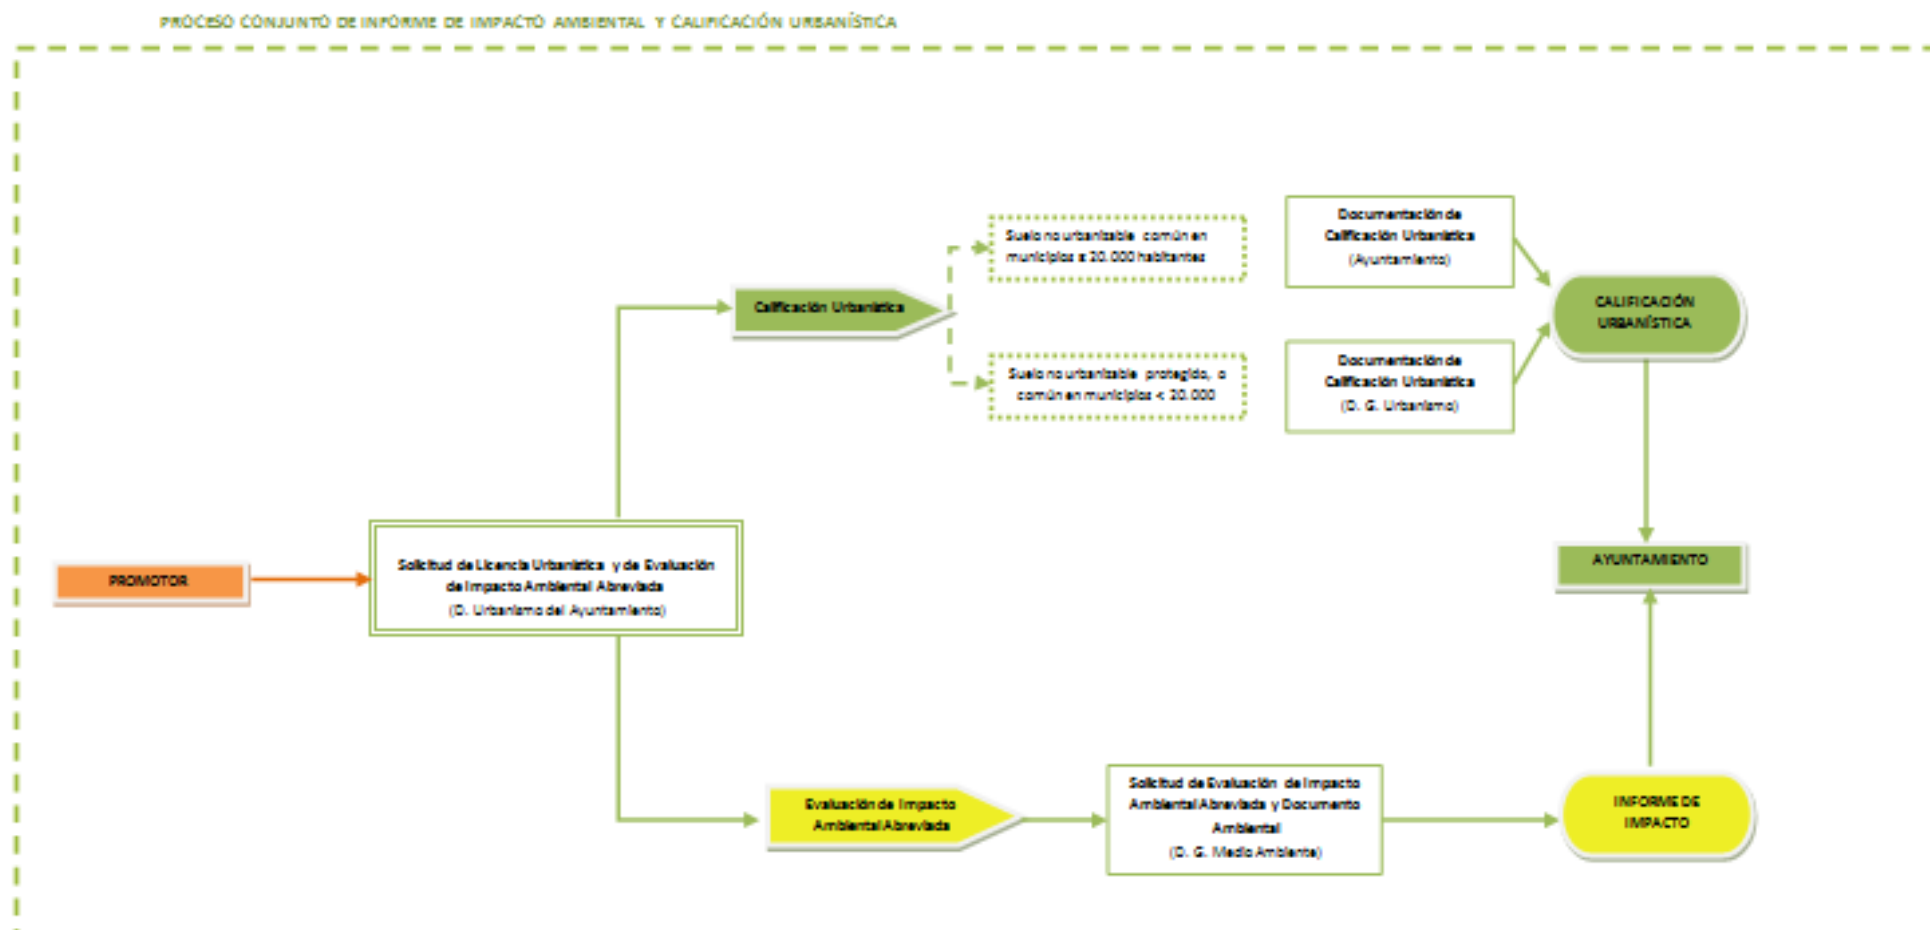 PROCESO CONJUNTO DE INFORME DE IMPACTO AMBIENTAL Y CALIFICACIÓN URBANÍSTICA
Suelo no urbanizable común en
municipios ≥ 20.000 habitantes
Documentación de
Calificación Urbanística
(Ayuntamiento)
Calificación Urbanística
CALIFICACIÓN
URBANÍSTICA
Suelo no urbanizable protegido, o
común en municipios < 20.000
Documentación de
Calificación Urbanística
(D. G. Urbanismo)
PROMOTOR
Solicitud de Licencia Urbanística y de Evaluación
de Impacto Ambiental Abreviada
(D. Urbanismo del Ayuntamiento)
AYUNTAMIENTO
Evaluación de Impacto
Ambiental Abreviada
Solicitud de Evaluación de Impacto
Ambiental Abreviada y Documento
Ambiental
(D. G. Medio Ambiente)
INFORME DE
IMPACTO